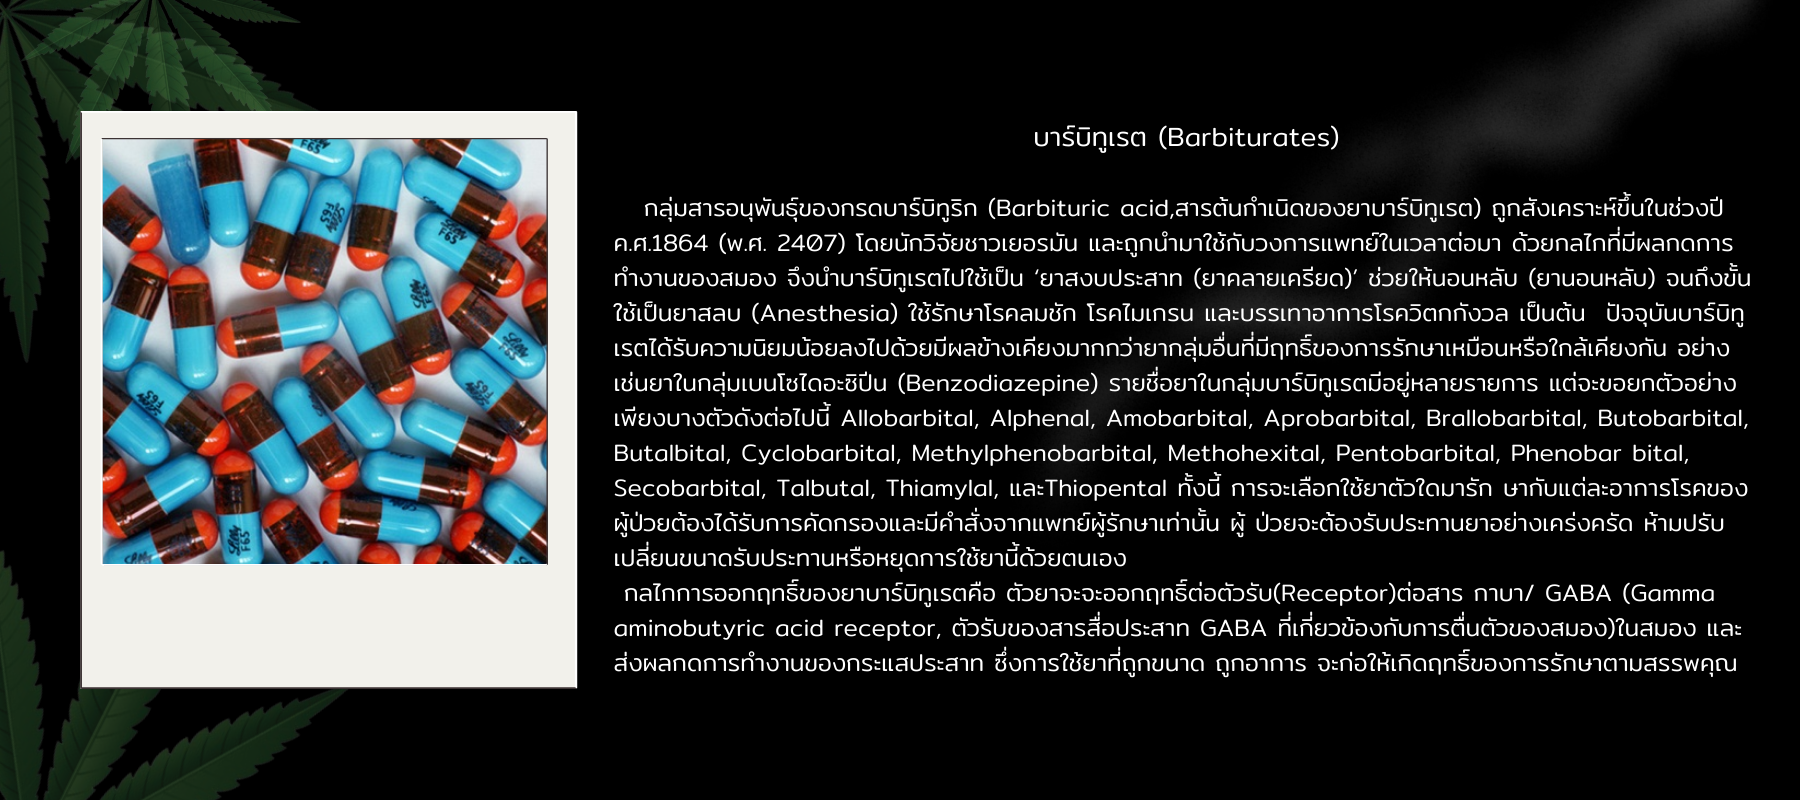 บาร์บิทูเรต (Barbiturates)
กลุ่มสารอนุพันธุ์ของกรดบาร์บิทูริก (Barbituric acid,สารต้นกำเนิดของยาบาร์บิทูเรต) ถูกสังเคราะห์ขึ้นในช่วงปี
ค.ศ.1864 (พ.ศ. 2407) โดยนักวิจัยชาวเยอรมัน และถูกนำมาใช้กับวงการแพทย์ในเวลาต่อมา ด้วยกลไกที่มีผลกดการ
ทำงานของสมอง จึงนำบาร์บิทูเรตไปใช้เป็น ‘ยาสงบประสาท (ยาคลายเครียด)’ ช่วยให้นอนหลับ (ยานอนหลับ) จนถึงขั้น
ใช้เป็นยาสลบ (Anesthesia) ใช้รักษาโรคลมชัก โรคไมเกรน และบรรเทาอาการโรควิตกกังวล เป็นต้น  ปัจจุบันบาร์บิทู
เรตได้รับความนิยมน้อยลงไปด้วยมีผลข้างเคียงมากกว่ายากลุ่มอื่นที่มีฤทธิ์ของการรักษาเหมือนหรือใกล้เคียงกัน อย่าง
เช่นยาในกลุ่มเบนโซไดอะซิปีน (Benzodiazepine) รายชื่อยาในกลุ่มบาร์บิทูเรตมีอยู่หลายรายการ แต่จะขอยกตัวอย่าง
เพียงบางตัวดังต่อไปนี้ Allobarbital, Alphenal, Amobarbital, Aprobarbital, Brallobarbital, Butobarbital,
Butalbital, Cyclobarbital, Methylphenobarbital, Methohexital, Pentobarbital, Phenobar bital,
Secobarbital, Talbutal, Thiamylal, และThiopental ทั้งนี้ การจะเลือกใช้ยาตัวใดมารัก ษากับแต่ละอาการโรคของ
ผู้ป่วยต้องได้รับการคัดกรองและมีคำสั่งจากแพทย์ผู้รักษาเท่านั้น ผู้ ป่วยจะต้องรับประทานยาอย่างเคร่งครัด ห้ามปรับ
เปลี่ยนขนาดรับประทานหรือหยุดการใช้ยานี้ด้วยตนเอง
กลไกการออกฤทธิ์ของยาบาร์บิทูเรตคือ ตัวยาจะจะออกฤทธิ์ต่อตัวรับ(Receptor)ต่อสาร กาบา/ GABA (Gamma
aminobutyric acid receptor, ตัวรับของสารสื่อประสาท GABA ที่เกี่ยวข้องกับการตื่นตัวของสมอง)ในสมอง และ
ส่งผลกดการทำงานของกระแสประสาท ซึ่งการใช้ยาที่ถูกขนาด ถูกอาการ จะก่อให้เกิดฤทธิ์ของการรักษาตามสรรพคุณ
Lilly
F65